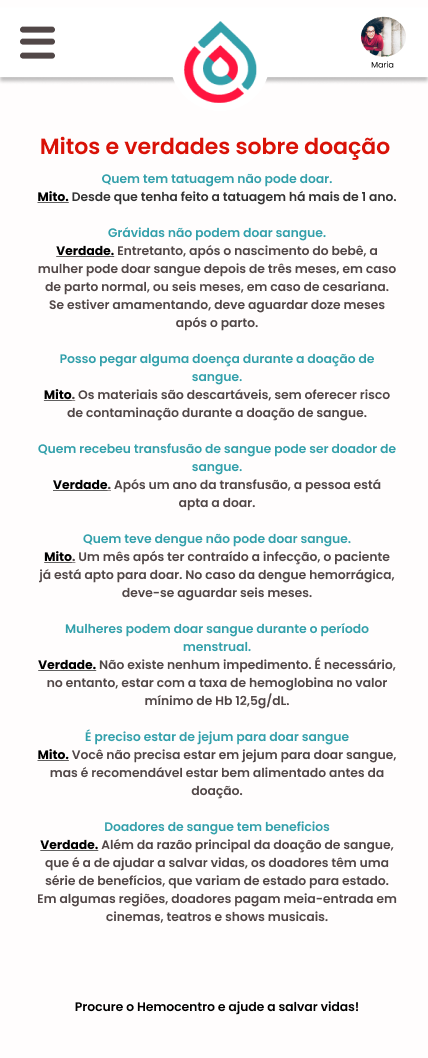 Maria
Mitos e verdades sobre doação
Quem tem tatuagem não pode doar.
Mito. Desde que tenha feito a tatuagem há mais de 1 ano.
Grávidas não podem doar sangue.
Verdade. Entretanto, após o nascimento do bebê, a
mulher pode doar sangue depois de três meses, em caso
de parto normal, ou seis meses, em caso de cesariana.
Se estiver amamentando, deve aguardar doze meses
após o parto.
Posso pegar alguma doença durante a doação de
sangue.
Mito. Os materiais são descartáveis, sem oferecer risco
de contaminação durante a doação de sangue.
Quem recebeu transfusão de sangue pode ser doador de
sangue.
Verdade. Após um ano da transfusão, a pessoa está
apta a doar.
Quem teve dengue não pode doar sangue.
Mito. Um mês após ter contraído a infecção, o paciente
já está apto para doar. No caso da dengue hemorrágica,
deve-se aguardar seis meses.
Mulheres podem doar sangue durante o período
menstrual.
Verdade. Não existe nenhum impedimento. É necessário,
no entanto, estar com a taxa de hemoglobina no valor
mínimo de Hb 12,5g/dL.
É preciso estar de jejum para doar sangue
Mito. Você não precisa estar em jejum para doar sangue,
mas é recomendável estar bem alimentado antes da
doação.
Doadores de sangue tem beneficios
Verdade. Além da razão principal da doação de sangue,
que é a de ajudar a salvar vidas, os doadores têm uma
série de benefícios, que variam de estado para estado.
Em algumas regiões, doadores pagam meia-entrada em
cinemas, teatros e shows musicais.
Procure o Hemocentro e ajude a salvar vidas!